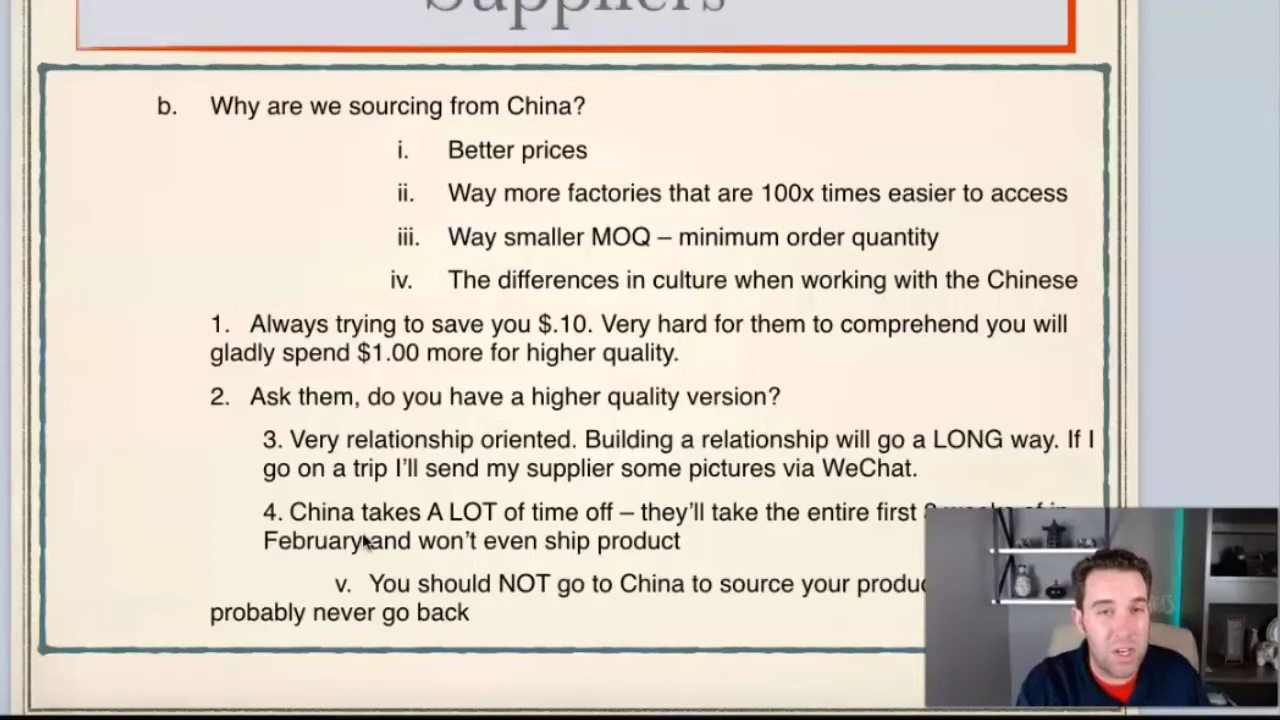 Suppliers
b. Why are we sourcing from China?
i. Better prices
ii. Way more factories that are 100x times easier to access
iii. Way smaller MOQ – minimum order quantity
iv. The differences in culture when working with the Chinese
1. Always trying to save you $.10. Very hard for them to comprehend you will
gladly spend $1.00 more for higher quality.
2. Ask them, do you have a higher quality version?
3. Very relationship oriented. Building a relationship will go a LONG way. If I
go on a trip I’ll send my supplier some pictures via WeChat.
4. China takes A LOT of time off – they’ll take the entire first
February and won’t even ship product
v. You should NOT go to China to source your
probably never go back